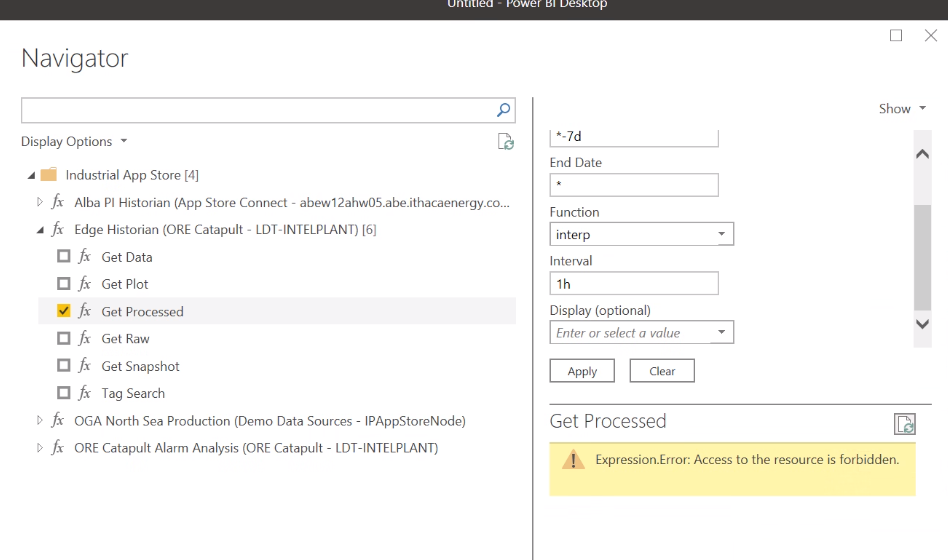 Untitled - Power BI Desktop
Navigator
Display Options
Industrial App Store [4]
fx Alba PI Historian (App Store Connect - abew12ahw05.abe.ithacaenergy.co...
fx Edge Historian (ORE Catapult - LDT-INTELPLANT) [6]
fx Get Data
fx Get Plot
fx Get Processed
fx Get Raw
fx Get Snapshot
fx Tag Search
fx OGA North Sea Production (Demo Data Sources - IPAppStoreNode)
fx ORE Catapult Alarm Analysis (ORE Catapult - LDT-INTELPLANT)
Show
*-7d
End Date
*
Function
interp
Interval
1h
Display (optional)
Enter or select a value
Apply Clear
Get Processed
Expression.Error: Access to the resource is forbidden.